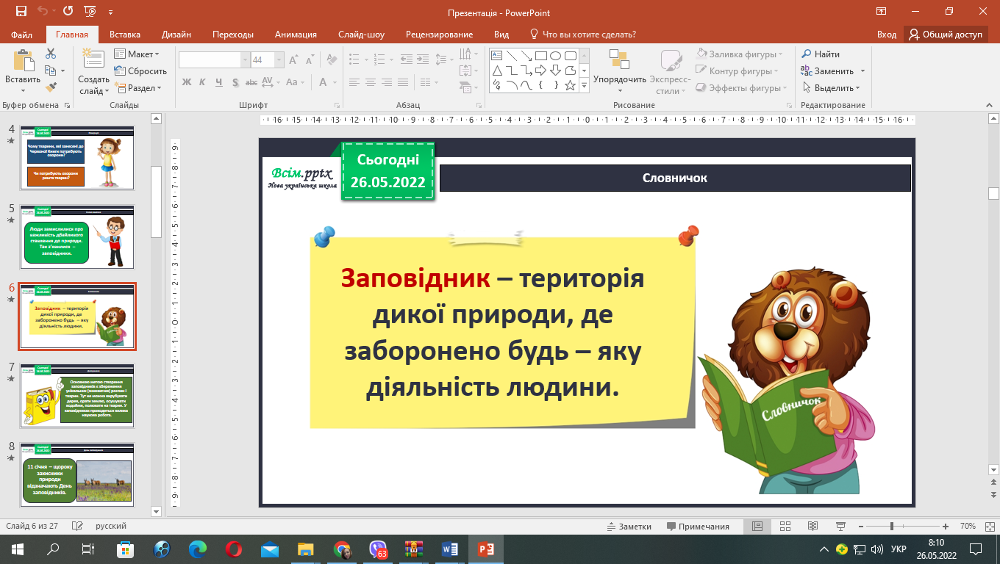 Презентація - PowerPoint
Файл Главная Вставка Дизайн Переходы Анимация Слайд-шоу Рецензирование Вид Что вы хотите сделать? Вход Общий доступ
Вставить
Создать слайд
Макет
Сбросить
Раздел
44
Ж К Ч S abc AV Aa А
Упорядочить
Экспресс-стили
Заливка фигуры
Контур фигуры
Эффекты фигуры
Найти
Заменить
Выделить
Буфер обмена Слайды Шрифт Абзац Рисование Редактирование
4
Чому тварини, які занесені до
Червоної Книги потребують
охорони?
Чи потребують охорони
решта тварин?
5
Люди замислилися про
важливість дбайливого
ставлення до природи.
Так з'явилися –
заповідники.
6
Заповідник – територія
дикої природи, де
заборонено будь – яку
діяльність людини.
7
Основною метою створення
заповідників є збереження
унікальних (зникаючих) рослин і
тварин. Тут не можна вирубувати
дерев, орати землю, осушувати
водойми, полювати на тварин. У
заповідниках проводиться велика
наукова робота.
8
11 січня – щороку
захисники
природи
відзначають День
заповідників.
Всім.pptx
Нова українська школа
Сьогодні
26.05.2022
Словничок
Заповідник – територія
дикої природи, де
заборонено будь – яку
діяльність людини.
Словничок
Слайд 6 из 27 русский Заметки Примечания 70%
63
УКР
8:10
26.05.2022